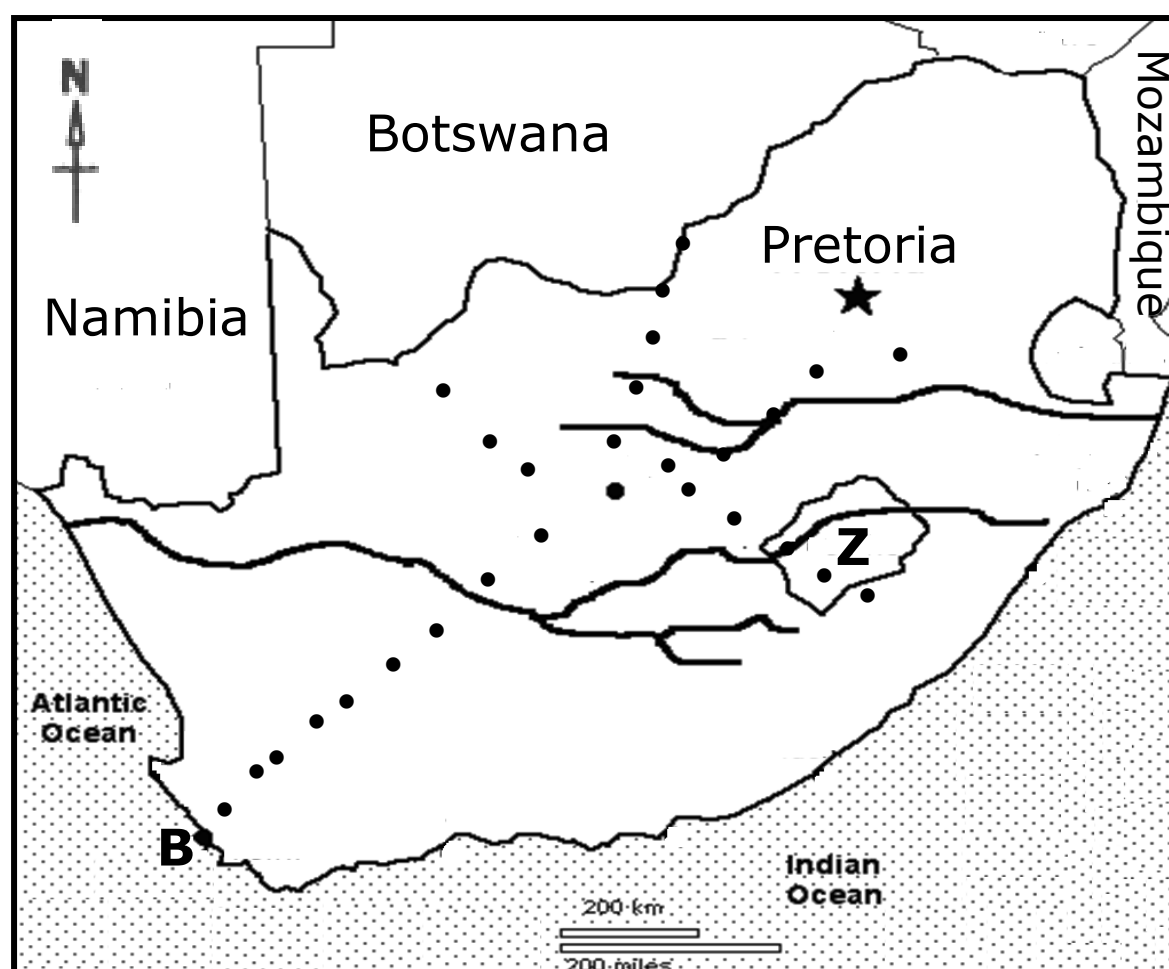 N
Botswana
Mozambique
Pretoria
Namibia
Z
Atlantic
Ocean
B
Indian
Ocean
200 km
200 miles